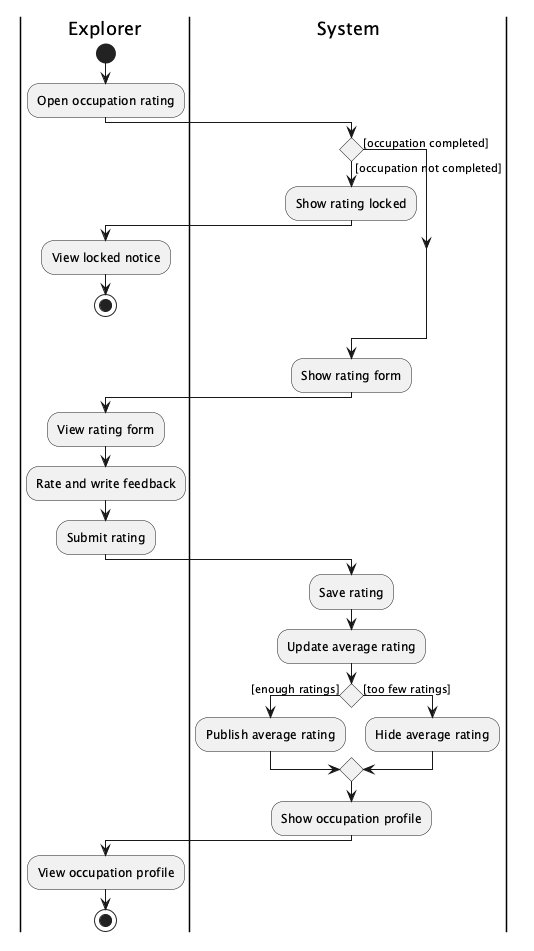 Explorer
System
Open occupation rating
[occupation completed]
[occupation not completed]
Show rating locked
View locked notice
Show rating form
View rating form
Rate and write feedback
Submit rating
Save rating
Update average rating
[enough ratings]
[too few ratings]
Publish average rating
Hide average rating
Show occupation profile
View occupation profile